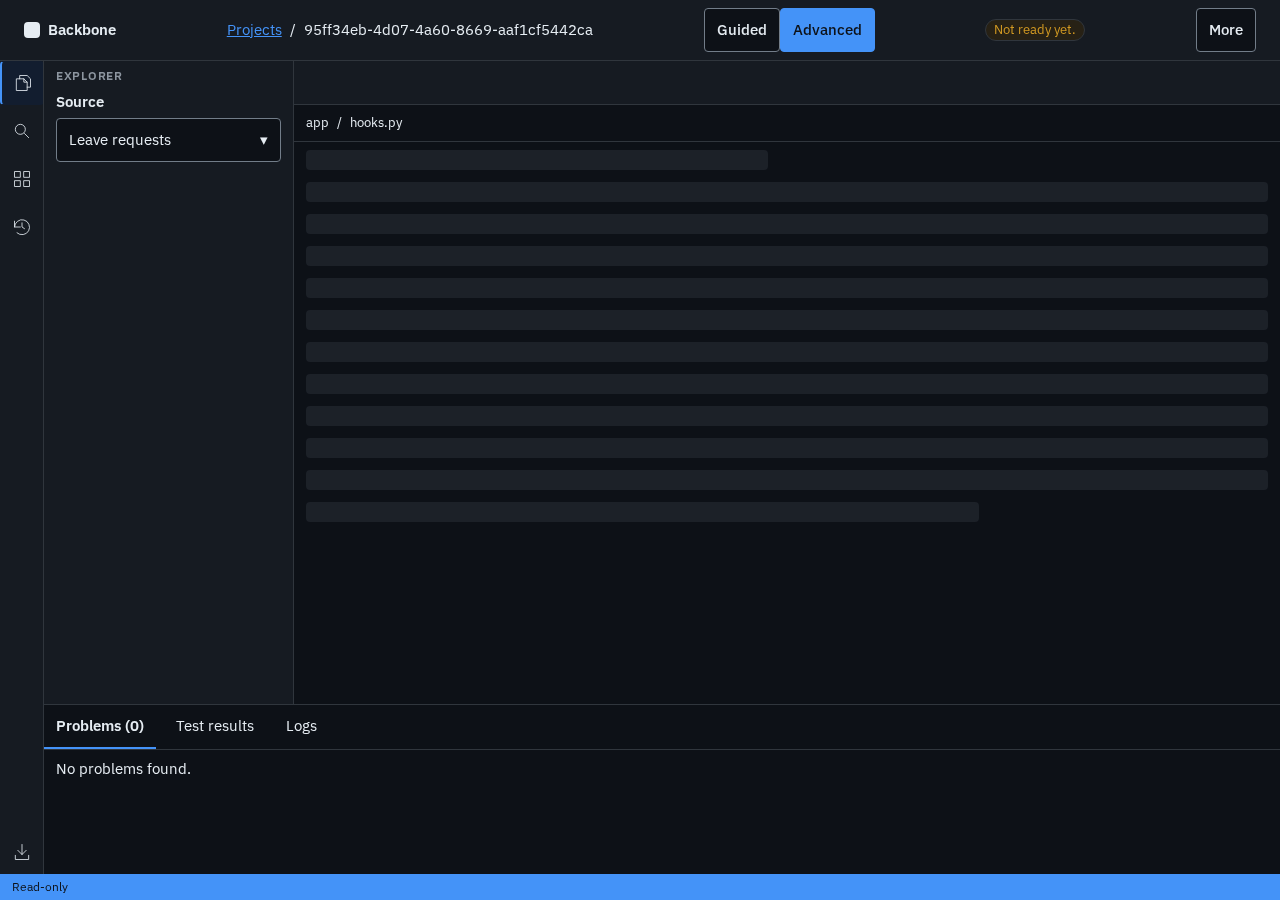 Backbone
Projects / 95ff34eb-4d07-4a60-8669-aaf1cf5442ca
Guided
Advanced
Not ready yet.
More
EXPLORER
Source
Leave requests
app / hooks.py
Problems (0)
Test results
Logs
No problems found.
Read-only